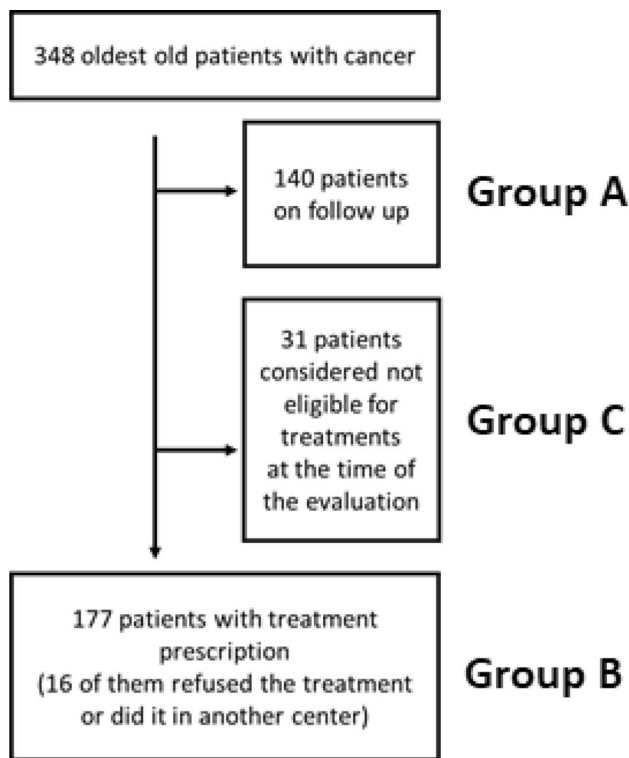 348 oldest old patients with cancer
140 patients
on follow up
Group A
31 patients
considered not
eligible for
treatments
at the time of
the evaluation
Group C
177 patients with treatment
prescription
(16 of them refused the treatment
or did it in another center)
Group B